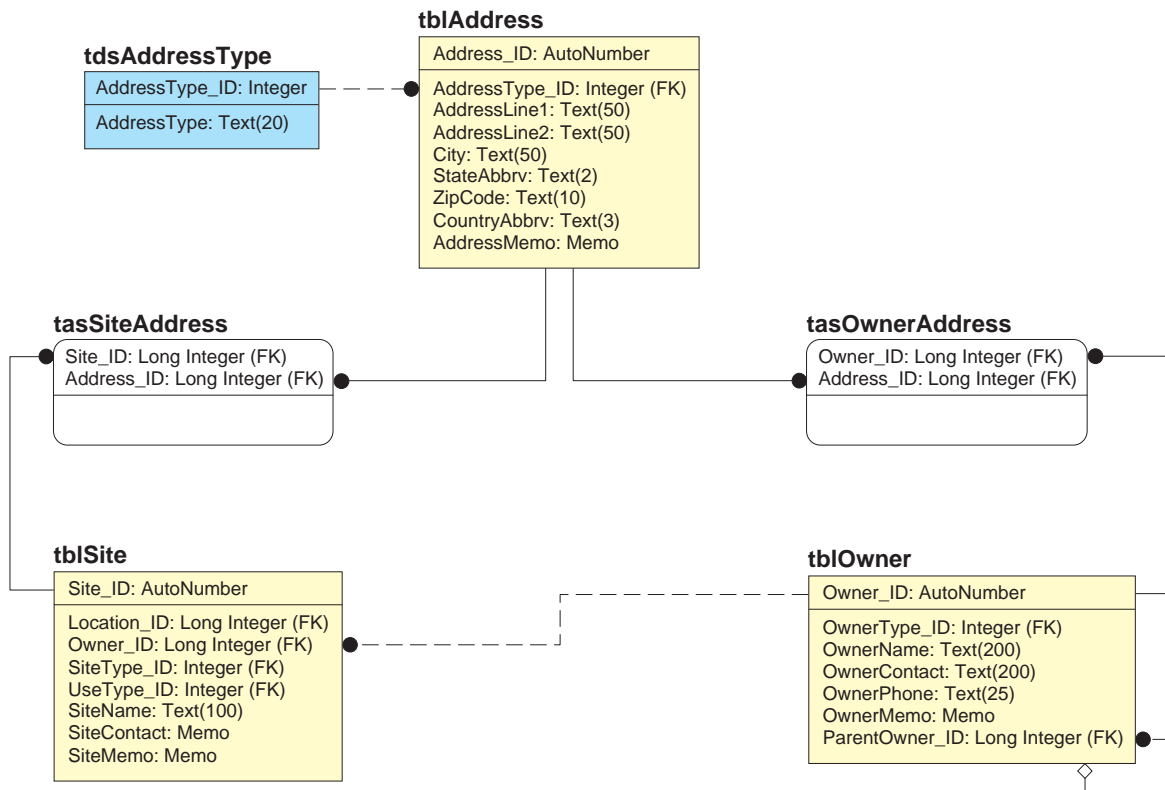 tblAddress
Address_ID: AutoNumber
AddressType_ID: Integer (FK)
AddressLine1: Text(50)
AddressLine2: Text(50)
City: Text(50)
StateAbbrv: Text(2)
ZipCode: Text(10)
CountryAbbrv: Text(3)
AddressMemo: Memo
tdsAddressType
AddressType_ID: Integer
AddressType: Text(20)
tasSiteAddress
Site_ID: Long Integer (FK)
Address_ID: Long Integer (FK)
tasOwnerAddress
Owner_ID: Long Integer (FK)
Address_ID: Long Integer (FK)
tblSite
Site_ID: AutoNumber
Location_ID: Long Integer (FK)
Owner_ID: Long Integer (FK)
SiteType_ID: Integer (FK)
UseType_ID: Integer (FK)
SiteName: Text(100)
SiteContact: Memo
SiteMemo: Memo
tblOwner
Owner_ID: AutoNumber
OwnerType_ID: Integer (FK)
OwnerName: Text(200)
OwnerContact: Text(200)
OwnerPhone: Text(25)
OwnerMemo: Memo
ParentOwner_ID: Long Integer (FK)